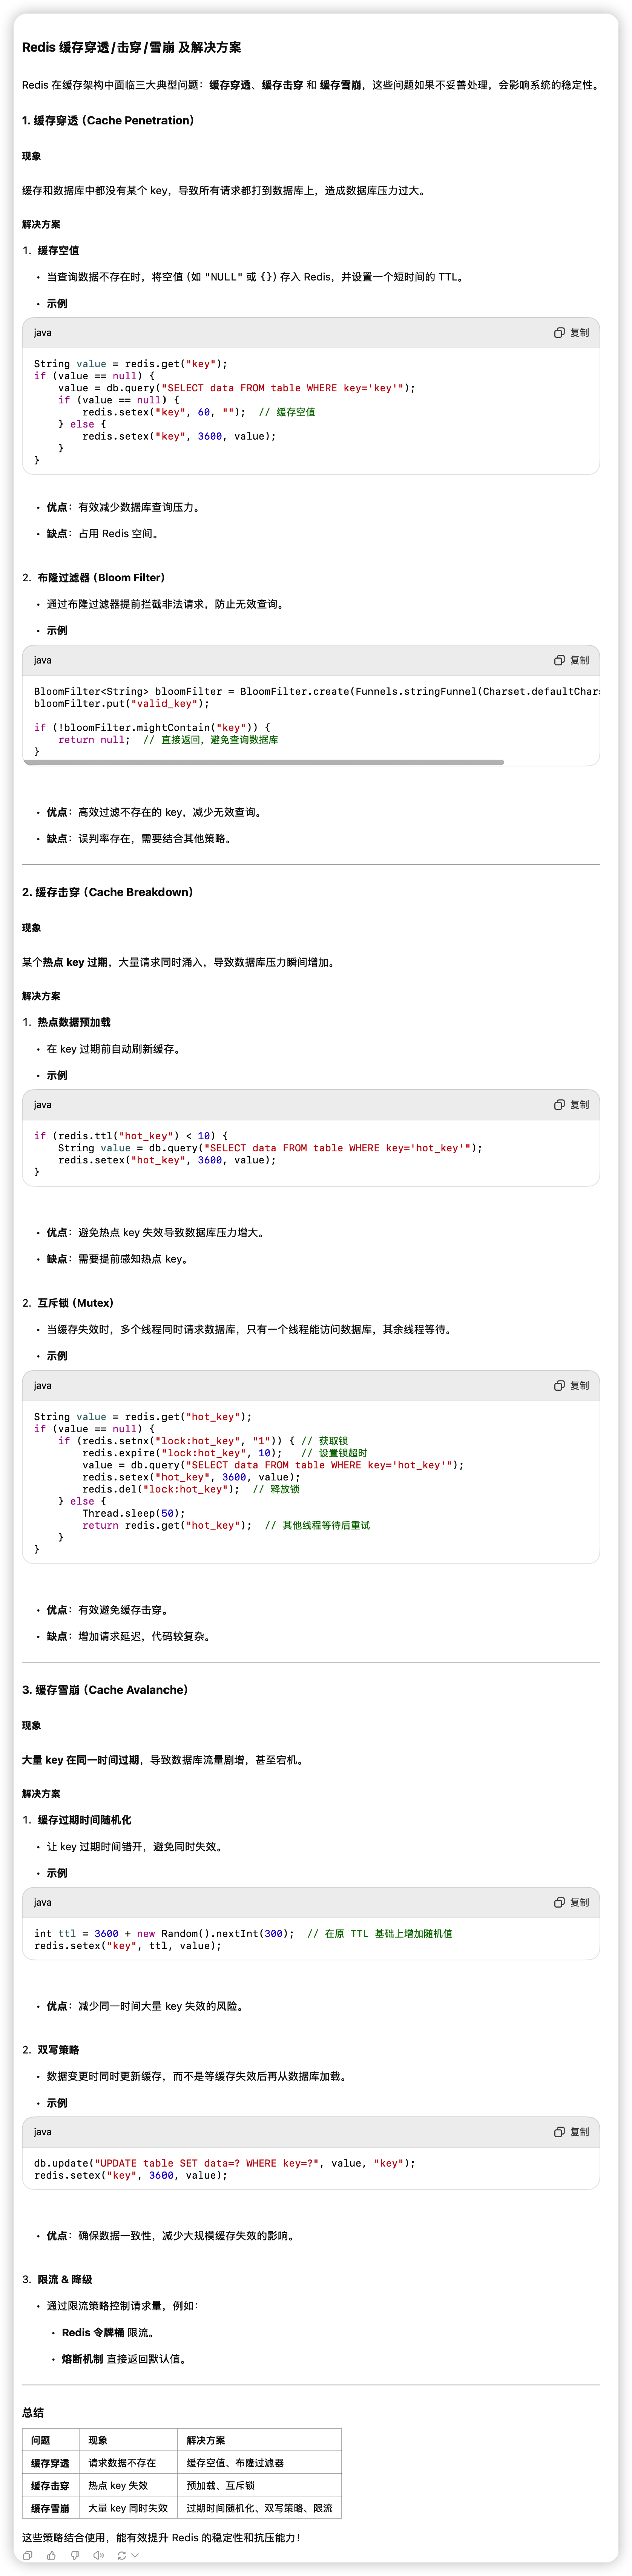 Redis 缓存穿透/击穿/雪崩 及解决方案
Redis 在缓存架构中面临三大典型问题：缓存穿透、缓存击穿 和 缓存雪崩，这些问题如果不妥善处理，会影响系统的稳定性。
1. 缓存穿透（Cache Penetration）
现象
缓存和数据库中都没有某个 key，导致所有请求都打到数据库上，造成数据库压力过大。
解决方案
1. 缓存空值
• 当查询数据不存在时，将空值（如 "NULL" 或 {}）存入 Redis，并设置一个短时间的 TTL。
• 示例
java 复制
String value = redis.get("key");
if (value == null) {
    value = db.query("SELECT data FROM table WHERE key='key'");
    if (value == null) {
        redis.setex("key", 60, "");  // 缓存空值
    } else {
        redis.setex("key", 3600, value);
    }
}
• 优点：有效减少数据库查询压力。
• 缺点：占用 Redis 空间。
2. 布隆过滤器（Bloom Filter）
• 通过布隆过滤器提前拦截非法请求，防止无效查询。
• 示例
java 复制
BloomFilter<String> bloomFilter = BloomFilter.create(Funnels.stringFunnel(Charset.defaultChars
bloomFilter.put("valid_key");
if (!bloomFilter.mightContain("key")) {
    return null;  // 直接返回，避免查询数据库
}
• 优点：高效过滤不存在的 key，减少无效查询。
• 缺点：误判率存在，需要结合其他策略。
2. 缓存击穿（Cache Breakdown）
现象
某个热点 key 过期，大量请求同时涌入，导致数据库压力瞬间增加。
解决方案
1. 热点数据预加载
• 在 key 过期前自动刷新缓存。
• 示例
java 复制
if (redis.ttl("hot_key") < 10) {
    String value = db.query("SELECT data FROM table WHERE key='hot_key'");
    redis.setex("hot_key", 3600, value);
}
• 优点：避免热点 key 失效导致数据库压力增大。
• 缺点：需要提前感知热点 key。
2. 互斥锁（Mutex）
• 当缓存失效时，多个线程同时请求数据库，只有一个线程能访问数据库，其余线程等待。
• 示例
java 复制
String value = redis.get("hot_key");
if (value == null) {
    if (redis.setnx("lock:hot_key", "1")) { // 获取锁
        redis.expire("lock:hot_key", 10);   // 设置锁超时
        value = db.query("SELECT data FROM table WHERE key='hot_key'");
        redis.setex("hot_key", 3600, value);
        redis.del("lock:hot_key");  // 释放锁
    } else {
        Thread.sleep(50);
        return redis.get("hot_key");  // 其他线程等待后重试
    }
}
• 优点：有效避免缓存击穿。
• 缺点：增加请求延迟，代码较复杂。
3. 缓存雪崩（Cache Avalanche）
现象
大量 key 在同一时间过期，导致数据库流量剧增，甚至宕机。
解决方案
1. 缓存过期时间随机化
• 让 key 过期时间错开，避免同时失效。
• 示例
java 复制
int ttl = 3600 + new Random().nextInt(300);  // 在原 TTL 基础上增加随机值
redis.setex("key", ttl, value);
• 优点：减少同一时间大量 key 失效的风险。
2. 双写策略
• 数据变更时同时更新缓存，而不是等缓存失效后再从数据库加载。
• 示例
java 复制
db.update("UPDATE table SET data=? WHERE key=?", value, "key");
redis.setex("key", 3600, value);
• 优点：确保数据一致性，减少大规模缓存失效的影响。
3. 限流 & 降级
• 通过限流策略控制请求量，例如：
• Redis 令牌桶 限流。
• 熔断机制 直接返回默认值。
总结
问题 现象 解决方案
缓存穿透 请求数据不存在 缓存空值、布隆过滤器
缓存击穿 热点 key 失效 预加载、互斥锁
缓存雪崩 大量 key 同时失效 过期时间随机化、双写策略、限流
这些策略结合使用，能有效提升 Redis 的稳定性和抗压能力！